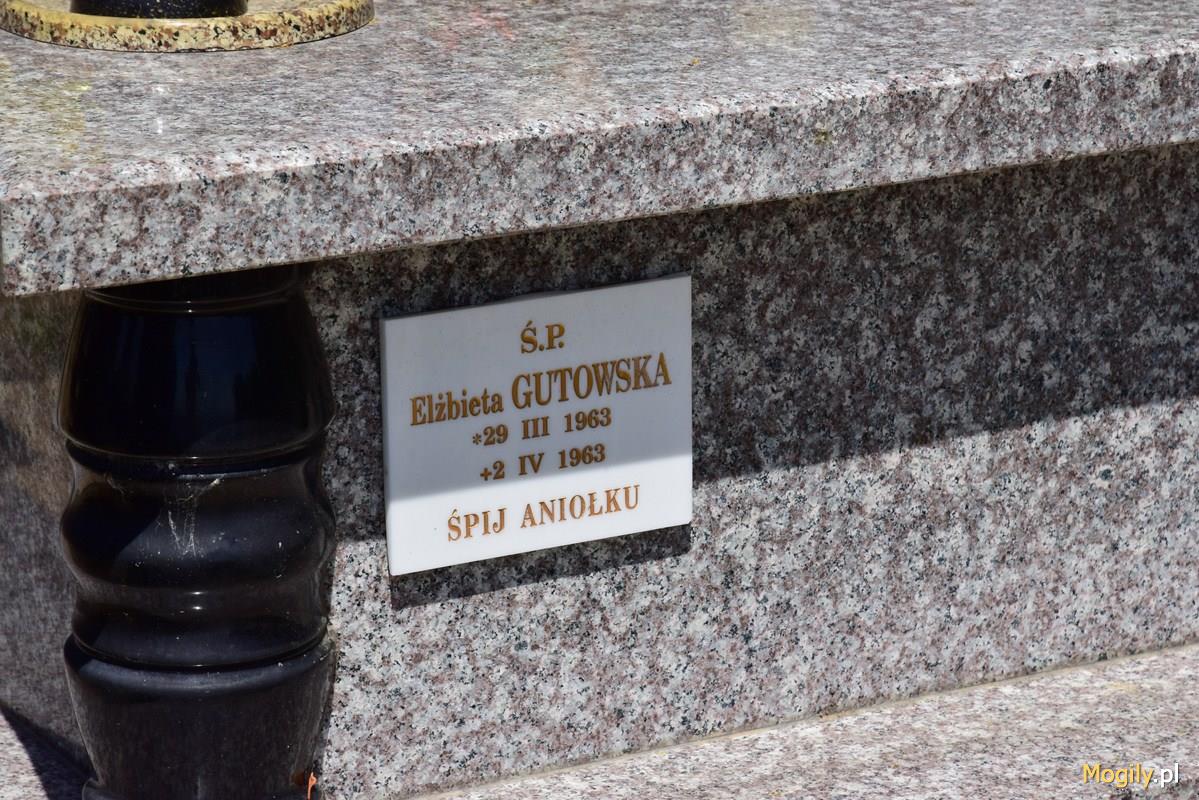 Ś.P.
Elżbieta GUTOWSKA
*29 III 1963
+2 IV 1963
ŚPIJ ANIOŁKU
Mogily.pl